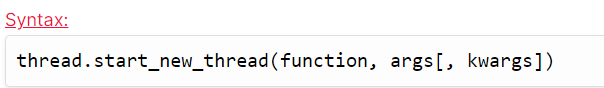 Syntax:
thread.start_new_thread(function, args[, kwargs])